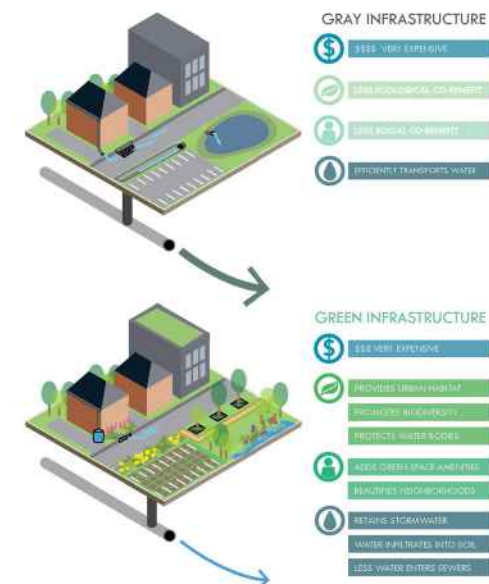 GRAY INFRASTRUCTURE
$
$$$$ VERY EXPENSIVE
LESS ECOLOGICAL CO-BENEFIT
LESS SOCIAL CO-BENEFIT
EFFICIENTLY TRANSPORTS WATER
GREEN INFRASTRUCTURE
$
$$$ VERY EXPENSIVE
PROVIDES URBAN HABITAT
PROMOTES BIODIVERSITY
PROTECTS WATER BODIES
ADDS GREEN SPACE AMENITIES
BEAUTIFIES NEIGHBORHOODS
RETAINS STORMWATER
WATER INFILTRATES INTO SOIL
LESS WATER ENTERS SEWERS